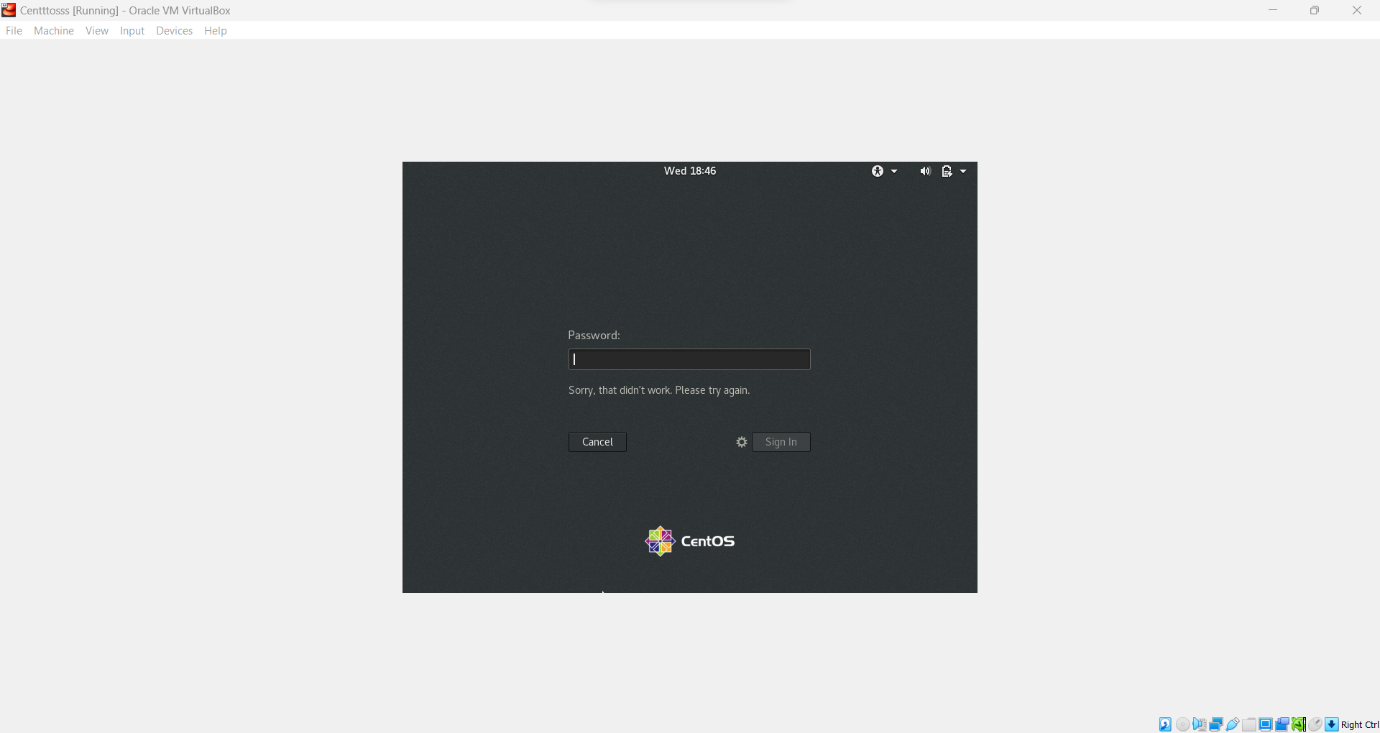 Centttosss [Running] - Oracle VM VirtualBox
File Machine View Input Devices Help
Wed 18:46
Password:
Sorry, that didn't work. Please try again.
Cancel Sign In
CentOS
Right Ctrl